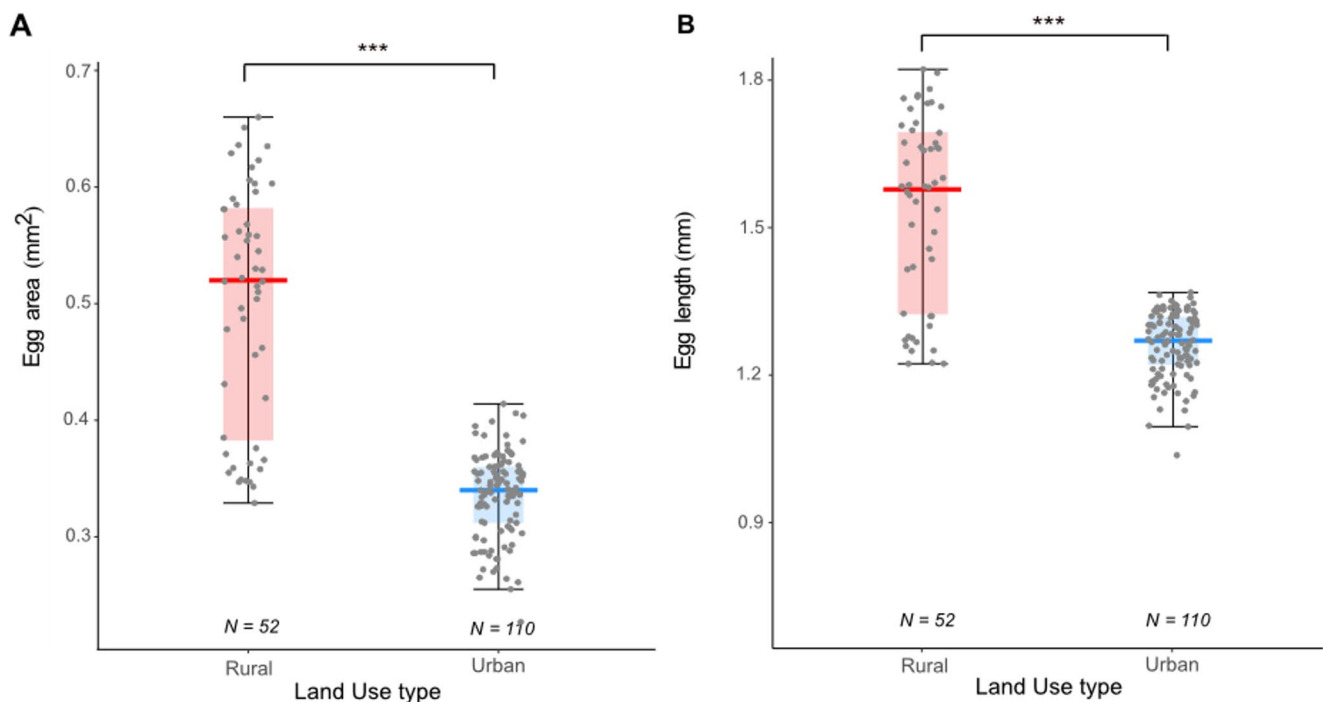 A
***
0.7
0.6
0.5
0.4
0.3
Egg area (mm²)
N = 52
N = 110
Rural
Urban
Land Use type
B
***
1.8
1.5
1.2
0.9
Egg length (mm)
N = 52
N = 110
Rural
Urban
Land Use type